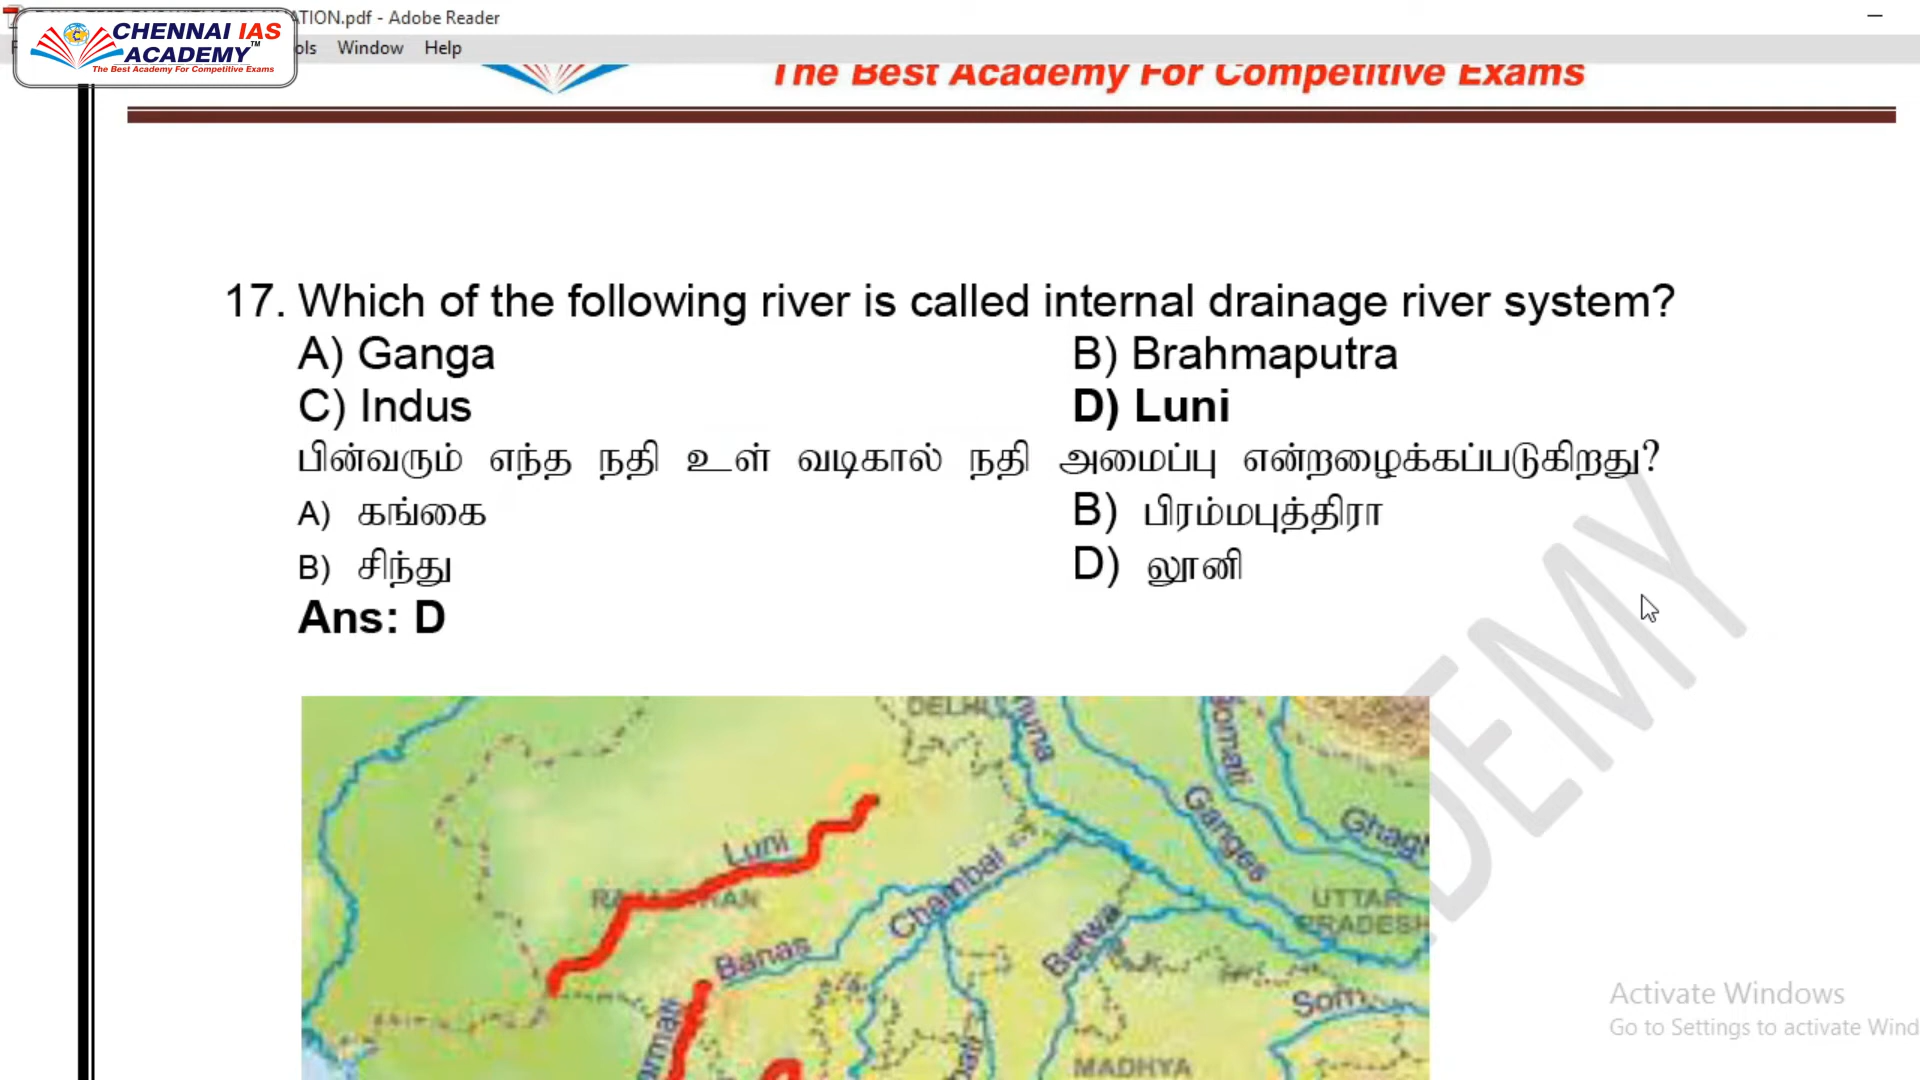 TION.pdf - Adobe Reader
CHENNAI IAS
ACADEMY™
The Best Academy For Competitive Exams
ols Window Help
The Best Academy For Competitive Exams
17. Which of the following river is called internal drainage river system?
A) Ganga B) Brahmaputra
C) Indus D) Luni
பின்வரும் எந்த நதி உள் வடிகால் நதி அமைப்பு என்றழைக்கப்படுகிறது?
A) கங்கை B) பிரம்மபுத்திரா
B) சிந்து D) லூனி
Ans: D
DELHI
Luni
RAJASTHAN
Chambal
Banas
Betwa
Ganges
UTTAR
PRADESH
Som
MADHYA
Activate Windows
Go to Settings to activate Wind